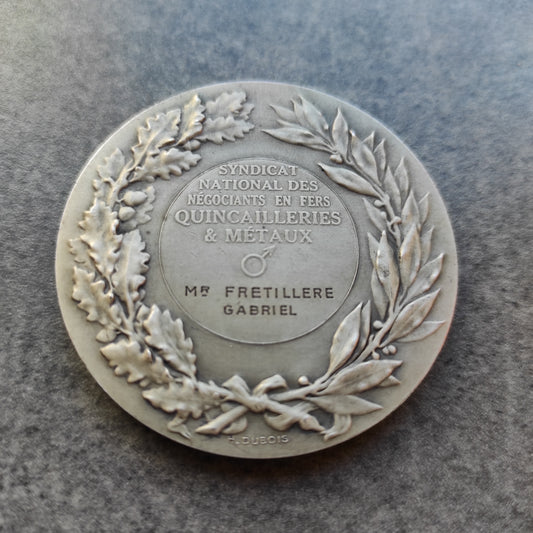 SYNDICAT
NATIONAL DES
NÉGOCIANTS EN FERS
QUINCAILLERIES
& MÉTAUX
MR FRETILLERE
GABRIEL
H. DUBOIS